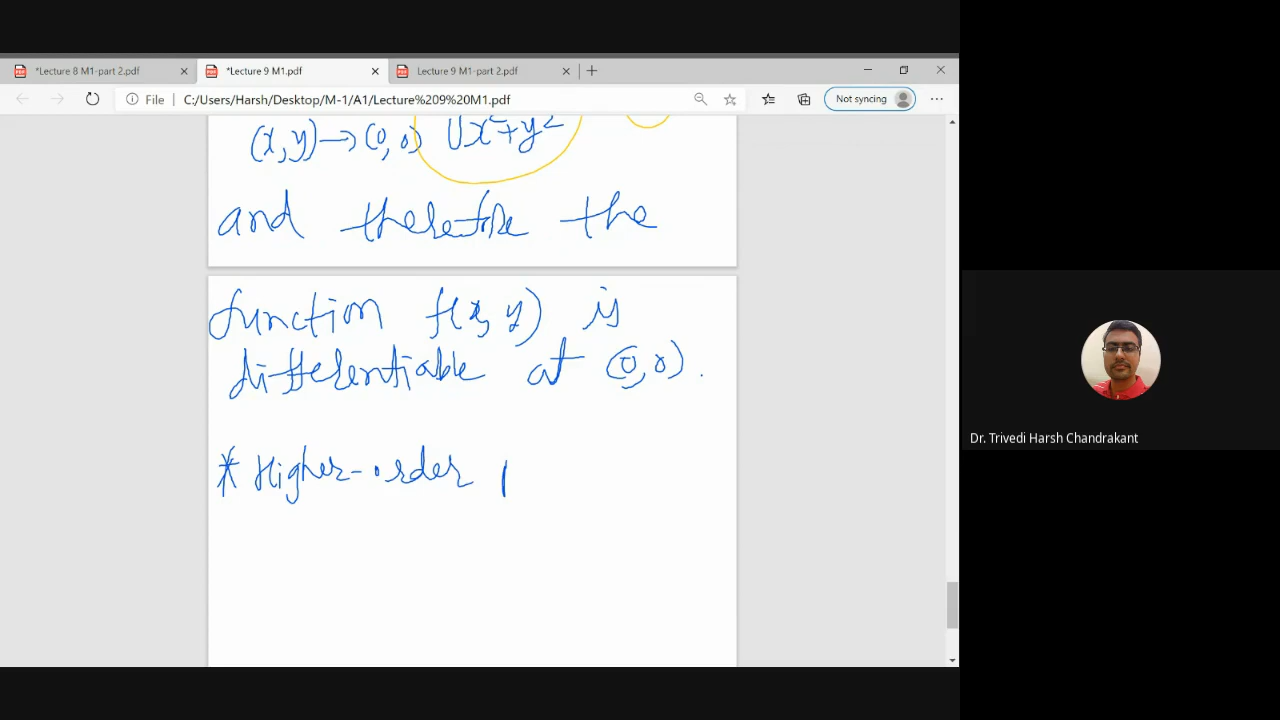 *Lecture 8 M1-part 2.pdf
*Lecture 9 M1.pdf
Lecture 9 M1-part 2.pdf
File | C:/Users/Harsh/Desktop/M-1/A1/Lecture%209%20M1.pdf
Not syncing
(x,y)→(0,0) √x²+y²
and therefore the
function f(x,y) is
differentiable at (0,0).
* Higher-order
Dr. Trivedi Harsh Chandrakant